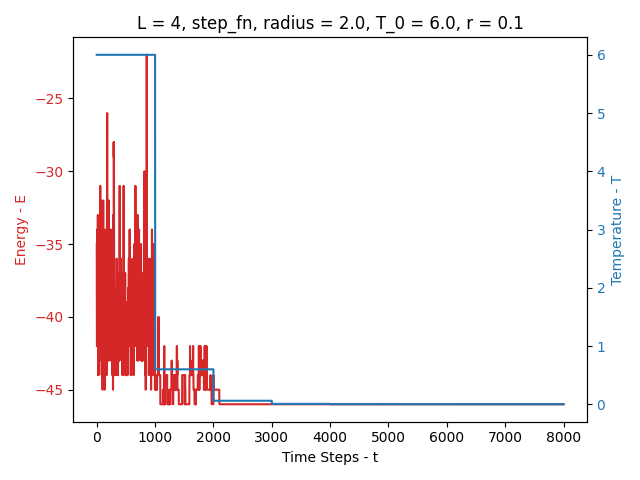 L = 4, step_fn, radius = 2.0, T_0 = 6.0, r = 0.1
Energy - E
−25
−30
−35
−40
−45
6
5
4
3
2
1
0
Temperature - T
0 1000 2000 3000 4000 5000 6000 7000 8000
Time Steps - t